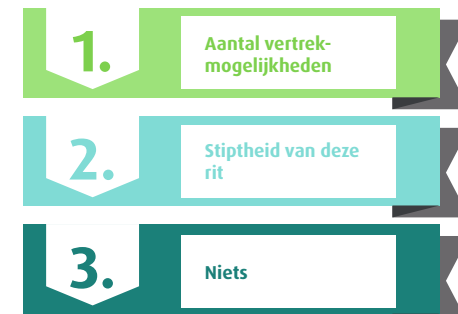 1.
Aantal vertrek-
mogelijkheden
2.
Stiptheid van deze
rit
3.
Niets